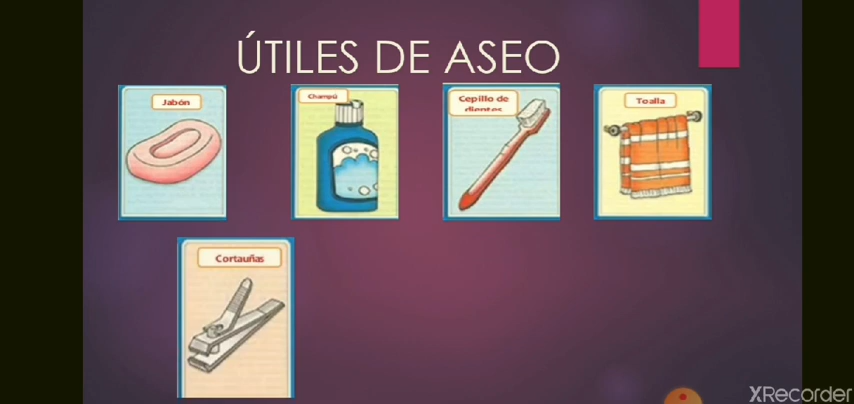 ÚTILES DE ASEO
Jabón
Champú
Cepillo de
dientes
Toalla
Cortauñas
XRecorder